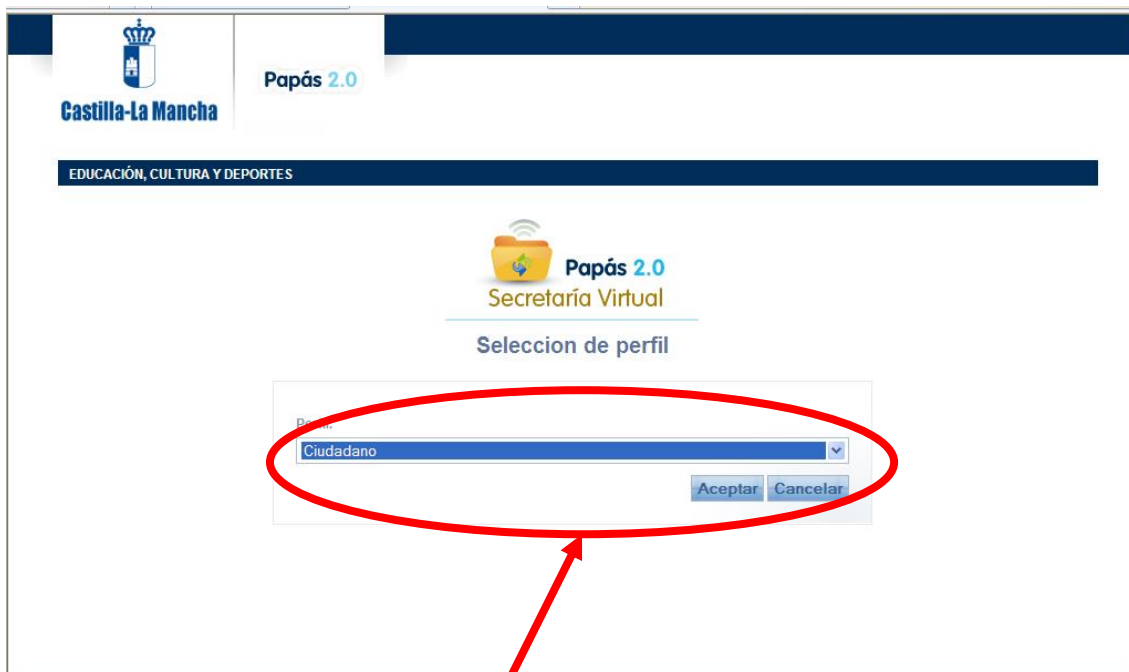 Castilla-La Mancha
Papás 2.0
EDUCACIÓN, CULTURA Y DEPORTES
Papás 2.0
Secretaría Virtual
Seleccion de perfil
Ciudadano
Aceptar Cancelar